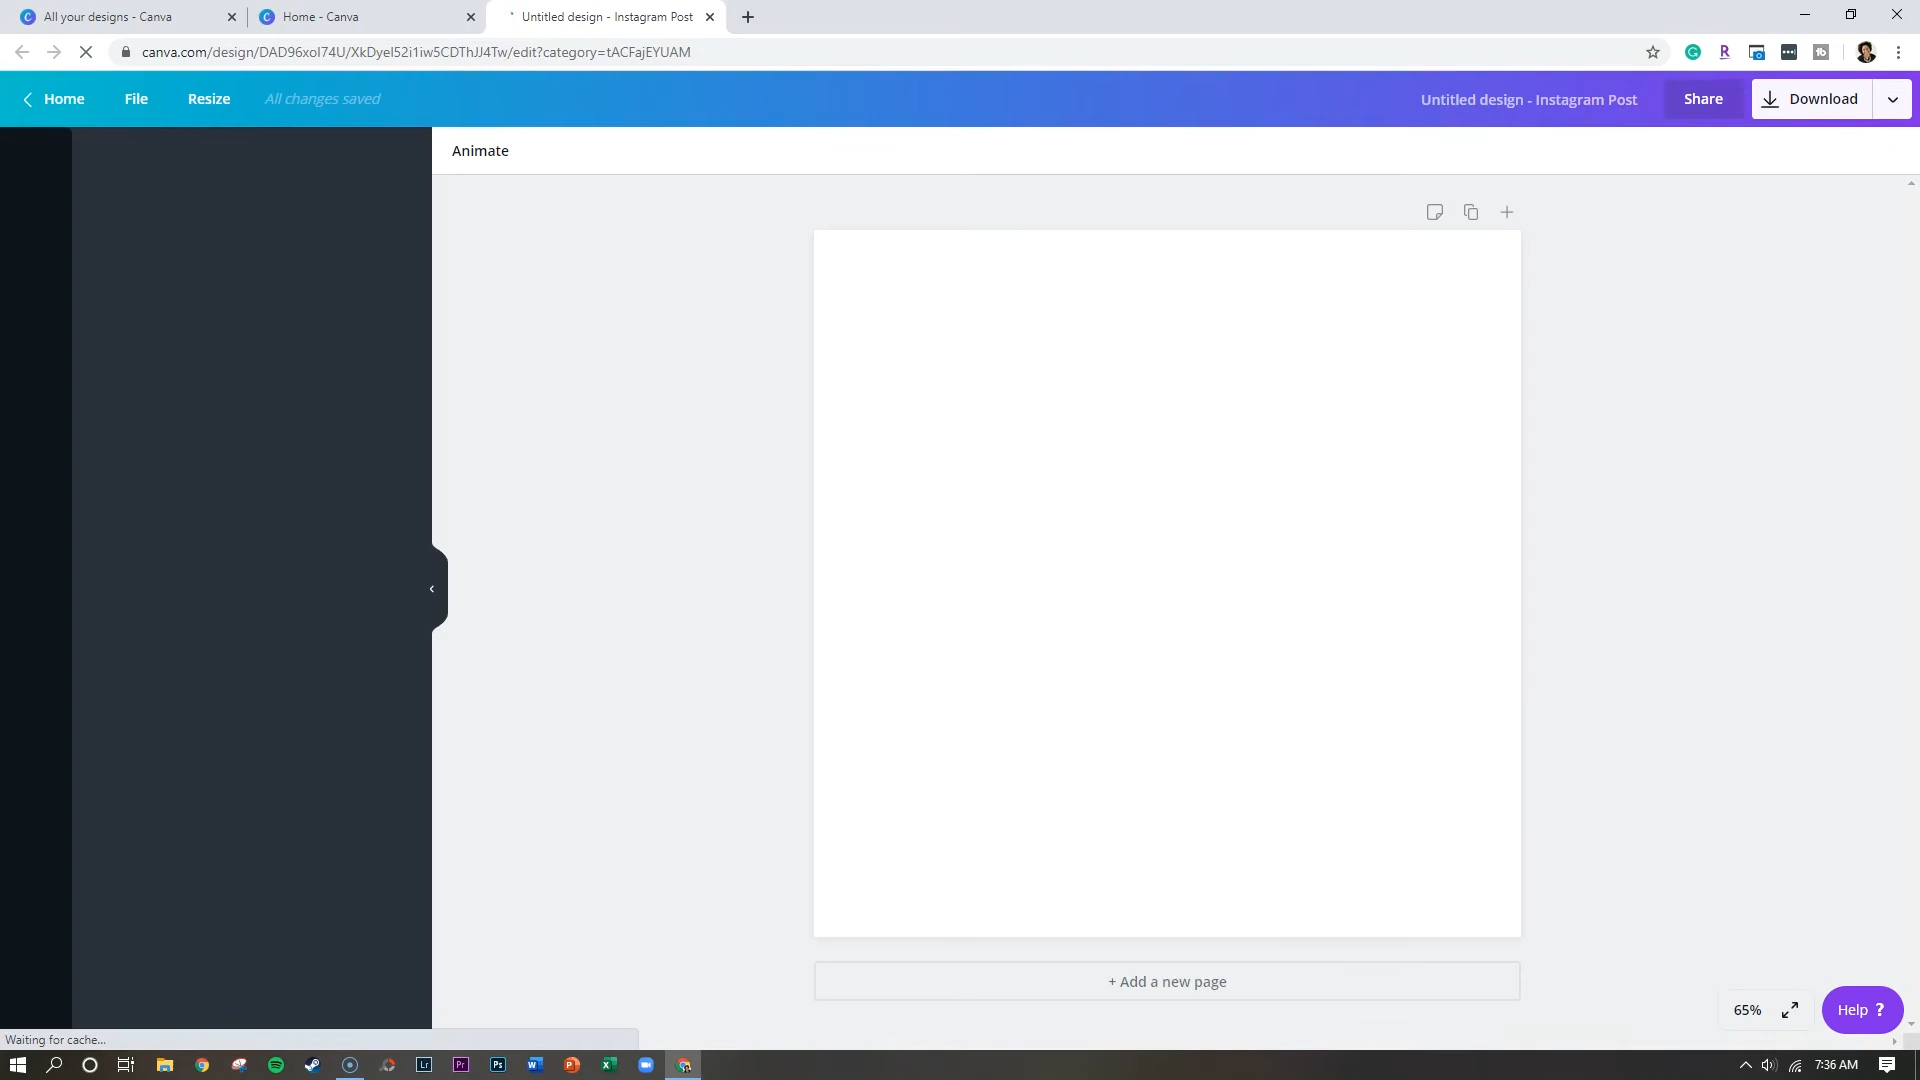 All your designs - Canva
Home - Canva
Untitled design - Instagram Post
canva.com/design/DAD96xoI74U/XkDyeI52i1iw5CDThJJ4Tw/edit?category=tACFajEYUAM
Home File Resize All changes saved Untitled design - Instagram Post Share Download
Animate
+ Add a new page
65% Help ?
Waiting for cache...
7:36 AM